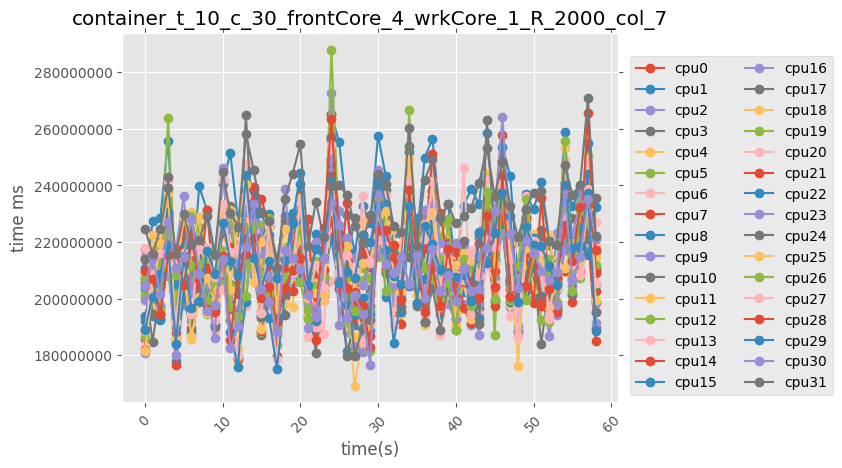 container_t_10_c_30_frontCore_4_wrkCore_1_R_2000_col_7
time ms
280000000
260000000
240000000
220000000
200000000
180000000
0
10
20
30
40
50
60
time(s)
cpu0
cpu1
cpu2
cpu3
cpu4
cpu5
cpu6
cpu7
cpu8
cpu9
cpu10
cpu11
cpu12
cpu13
cpu14
cpu15
cpu16
cpu17
cpu18
cpu19
cpu20
cpu21
cpu22
cpu23
cpu24
cpu25
cpu26
cpu27
cpu28
cpu29
cpu30
cpu31